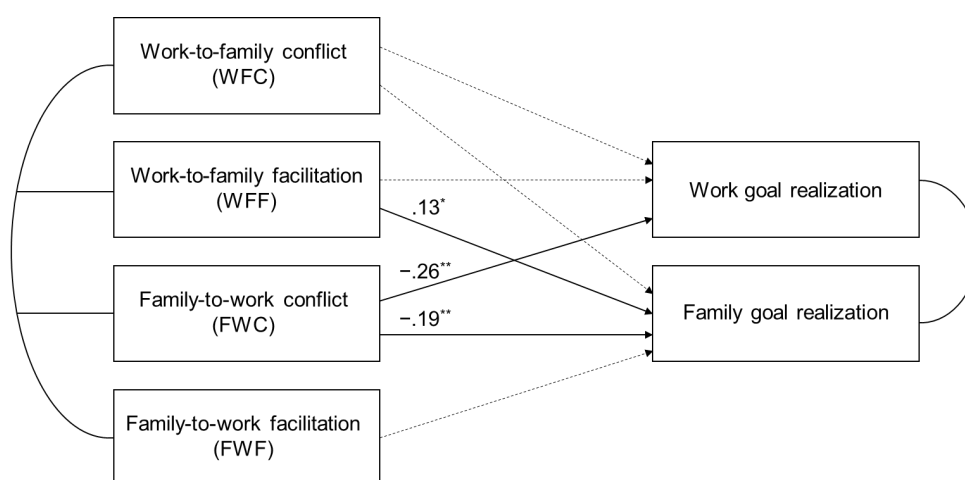 Work-to-family conflict
(WFC)
Work-to-family facilitation
(WFF)
Family-to-work conflict
(FWC)
Family-to-work facilitation
(FWF)
.13*
−.26**
−.19**
Work goal realization
Family goal realization